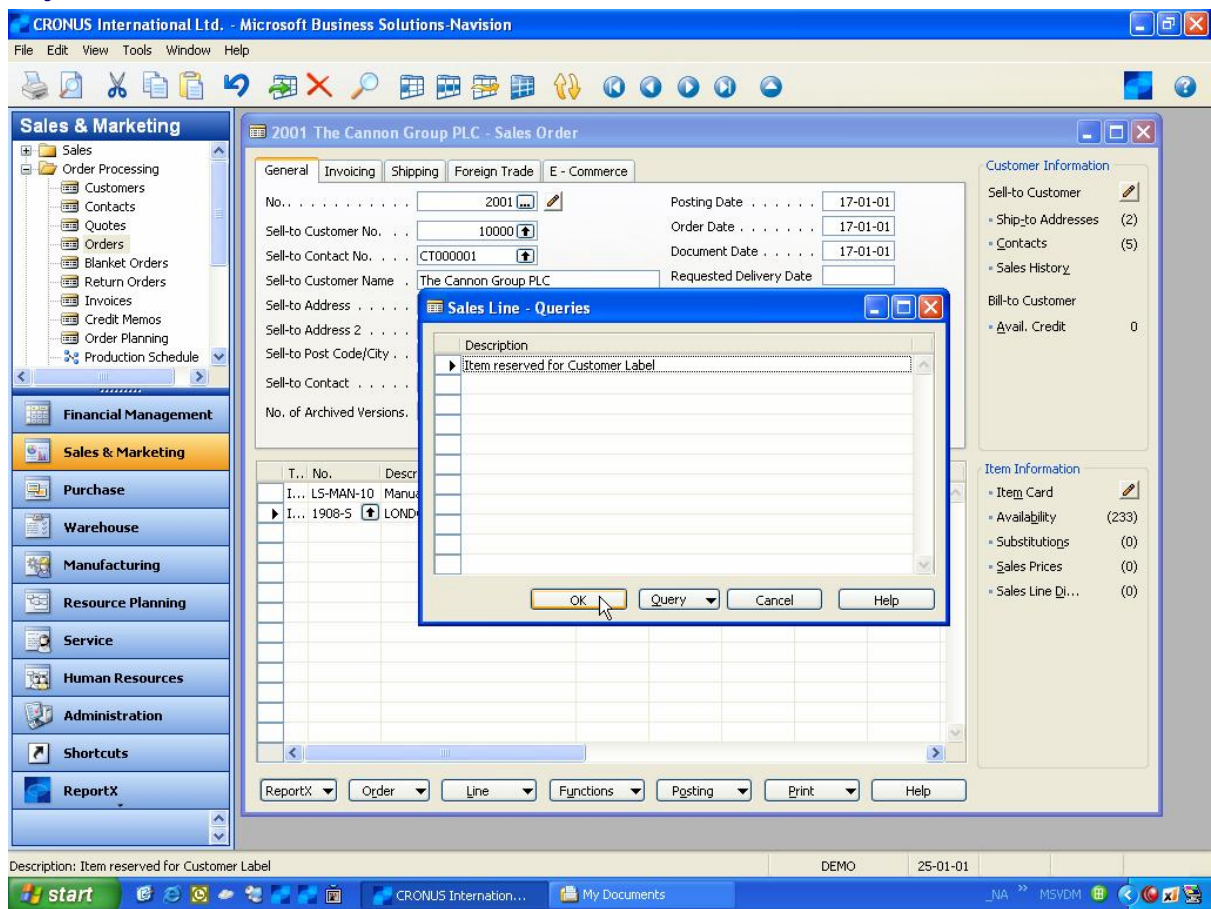 CRONUS International Ltd. - Microsoft Business Solutions-Navision
File Edit View Tools Window Help
Sales & Marketing
Sales
Order Processing
Customers
Contacts
Quotes
Orders
Blanket Orders
Return Orders
Invoices
Credit Memos
Order Planning
Production Schedule
Financial Management
Sales & Marketing
Purchase
Warehouse
Manufacturing
Resource Planning
Service
Human Resources
Administration
Shortcuts
ReportX
2001 The Cannon Group PLC - Sales Order
General Invoicing Shipping Foreign Trade E - Commerce
No. . . . . . . . . . . . 2001 ... Posting Date . . . . . . 17-01-01
Sell-to Customer No. . . . 10000 Order Date . . . . . . . 17-01-01
Sell-to Contact No. . . . . CT000001 Document Date . . . . . 17-01-01
Sell-to Customer Name . The Cannon Group PLC Requested Delivery Date
Sell-to Address . . . . .
Sell-to Address 2 . . . .
Sell-to Post Code/City . .
Sell-to Contact . . . . .
No. of Archived Versions.
Sales Line - Queries
Description
Item reserved for Customer Label
OK Query Cancel Help
T.. No. Descr
I... LS-MAN-10 Manua
I... 1908-S LOND
ReportX Order Line Functions Posting Print Help
Customer Information
Sell-to Customer
Ship-to Addresses (2)
Contacts (5)
Sales History
Bill-to Customer
Avail. Credit 0
Item Information
Item Card
Availability (233)
Substitutions (0)
Sales Prices (0)
Sales Line Di... (0)
Description: Item reserved for Customer Label DEMO 25-01-01
start CRONUS Internation... My Documents _NA » MSVDM